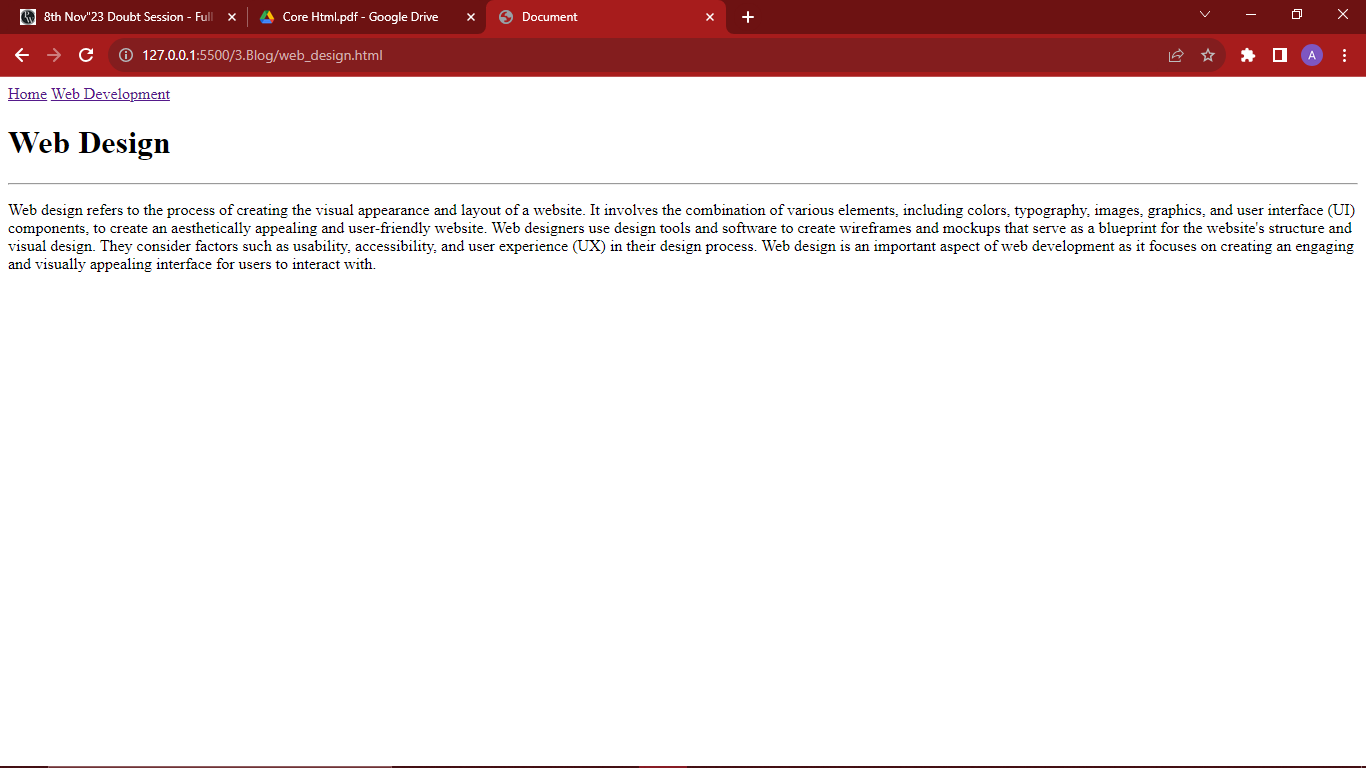 8th Nov"23 Doubt Session - Full
Core Html.pdf - Google Drive
Document
127.0.0.1:5500/3.Blog/web_design.html
A
Home Web Development
Web Design
Web design refers to the process of creating the visual appearance and layout of a website. It involves the combination of various elements, including colors, typography, images, graphics, and user interface (UI)
components, to create an aesthetically appealing and user-friendly website. Web designers use design tools and software to create wireframes and mockups that serve as a blueprint for the website's structure and
visual design. They consider factors such as usability, accessibility, and user experience (UX) in their design process. Web design is an important aspect of web development as it focuses on creating an engaging
and visually appealing interface for users to interact with.